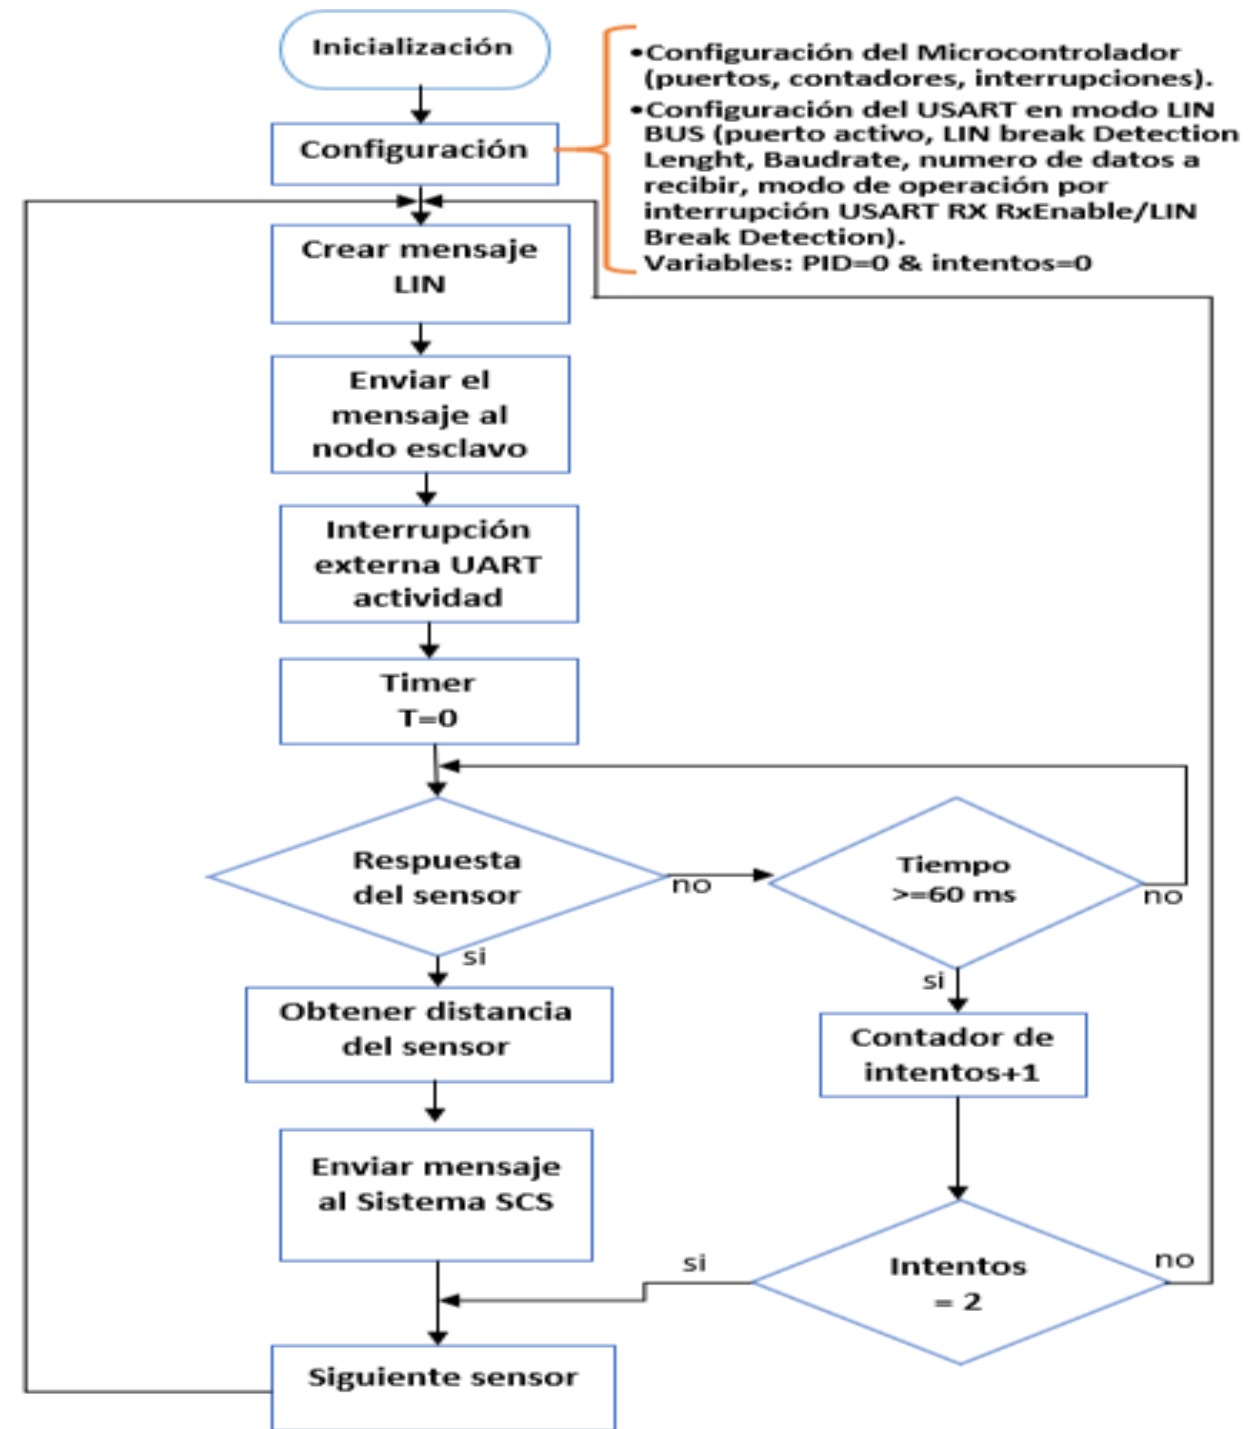 Inicialización
•Configuración del Microcontrolador
(puertos, contadores, interrupciones).
•Configuración del USART en modo LIN
BUS (puerto activo, LIN break Detection
Lenght, Baudrate, numero de datos a
recibir, modo de operación por
interrupción USART RX RxEnable/LIN
Break Detection).
Variables: PID=0 & intentos=0
Configuración
Crear mensaje
LIN
Enviar el
mensaje al
nodo esclavo
Interrupción
externa UART
actividad
Timer
T=0
Respuesta
del sensor
no
Tiempo
>=60 ms
no
si
si
Obtener distancia
del sensor
Contador de
intentos+1
Enviar mensaje
al Sistema SCS
si
Intentos
= 2
no
Siguiente sensor